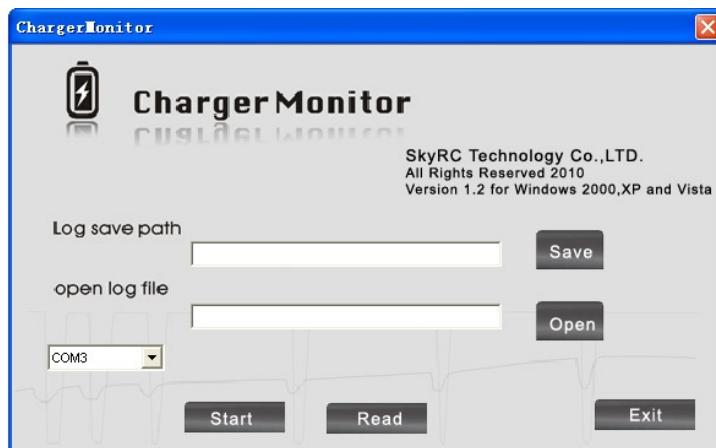 ChargerMonitor
ChargerMonitor
SkyRC Technology Co.,LTD.
All Rights Reserved 2010
Version 1.2 for Windows 2000,XP and Vista
Log save path
Save
open log file
Open
COM3
Start
Read
Exit